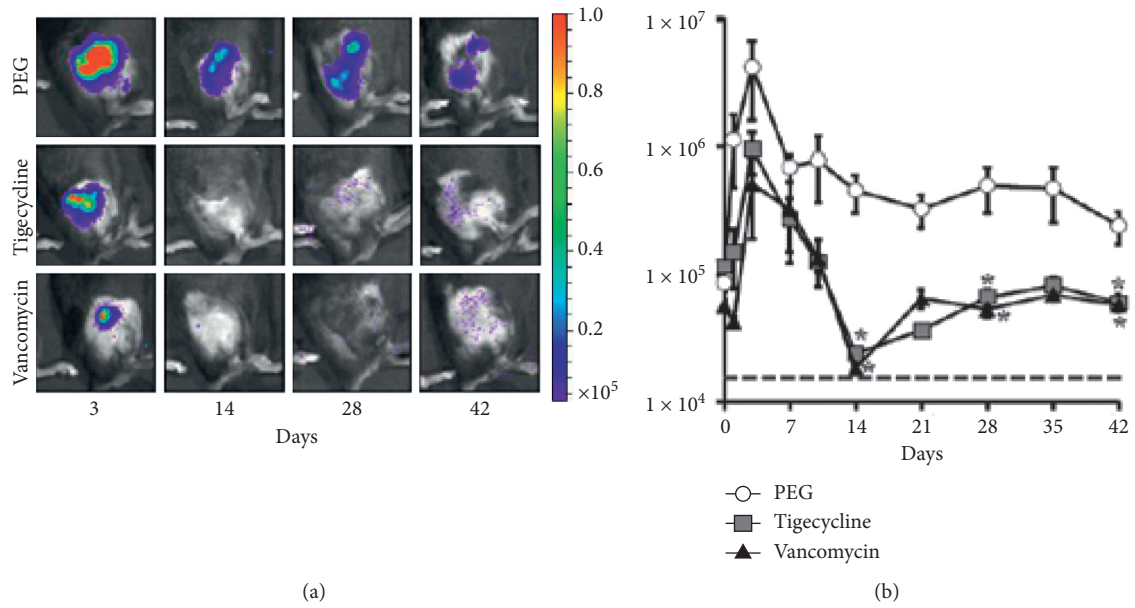 PEG
Tigecycline
Vancomycin
3 14 28 42
Days
1.0
0.8
0.6
0.4
0.2
×10⁵
(a)
1 × 10⁷
1 × 10⁶
1 × 10⁵
1 × 10⁴
0 7 14 21 28 35 42
Days
* * * * * *
PEG
Tigecycline
Vancomycin
(b)